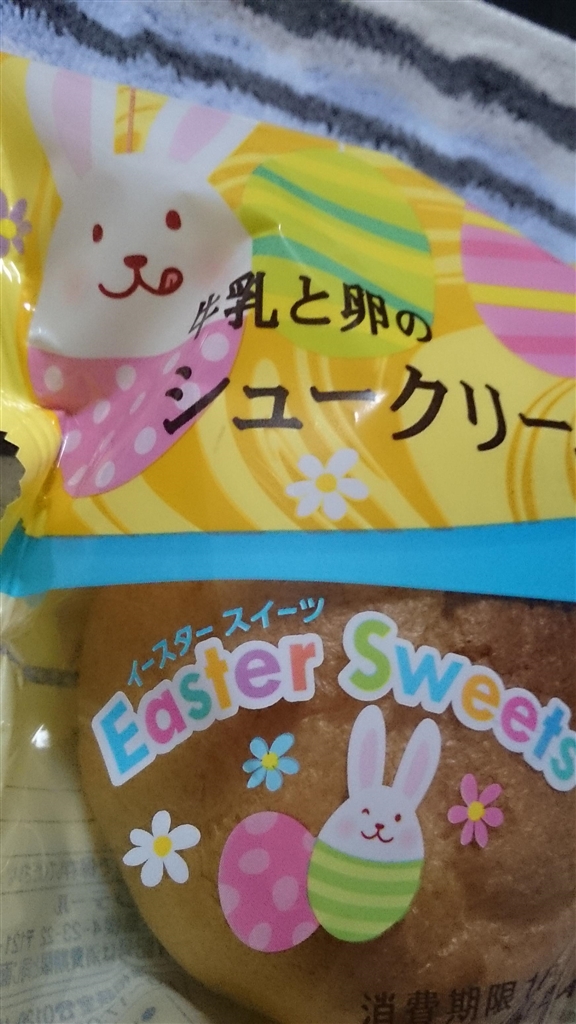 牛乳と卵の
シュークリー
イースター スイーツ
Easter Sweets
消費期限